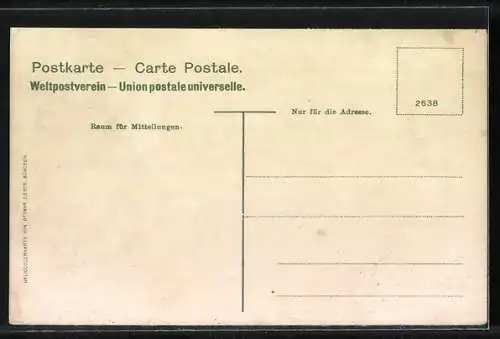 Postkarte — Carte Postale.
Weltpostverein — Union postale universelle.
2638
Nur für die Adresse.
Raum für Mitteilungen.